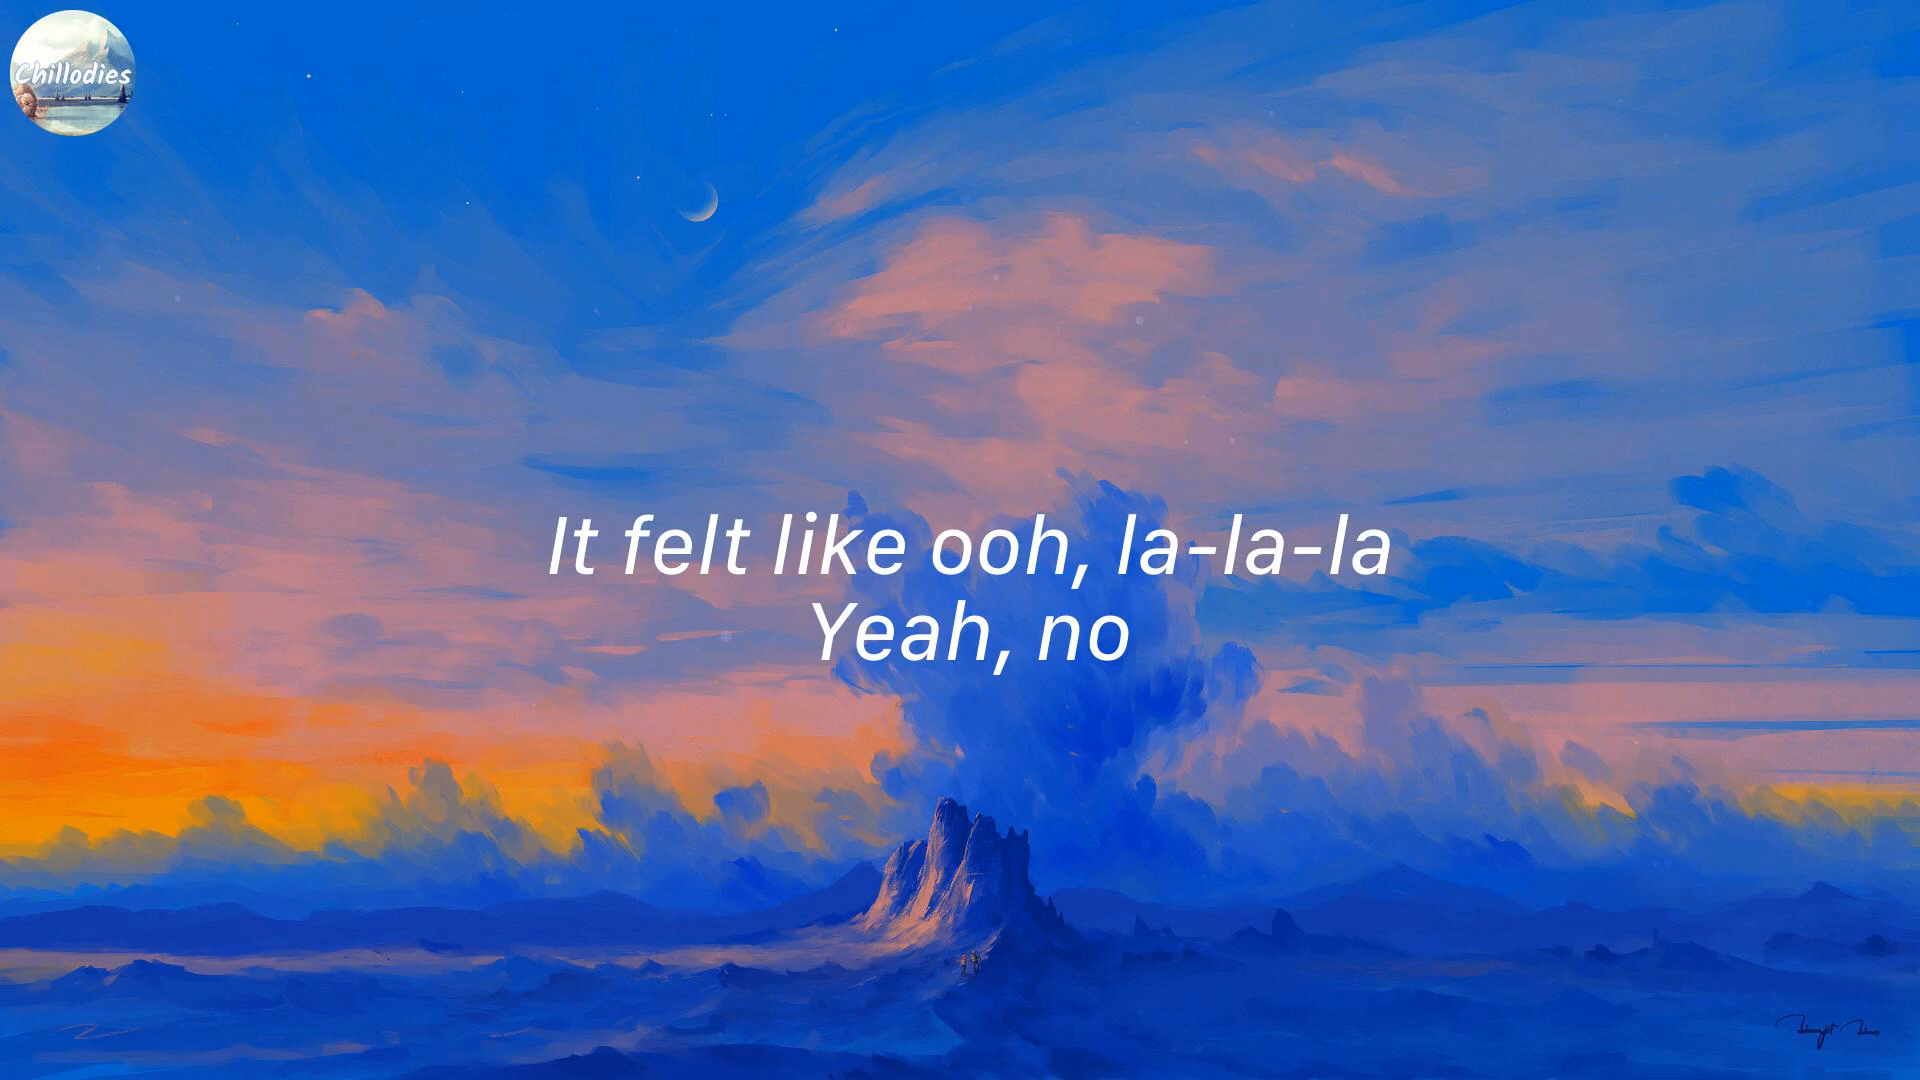 Chillodies
It felt like ooh, la-la-la
Yeah, no